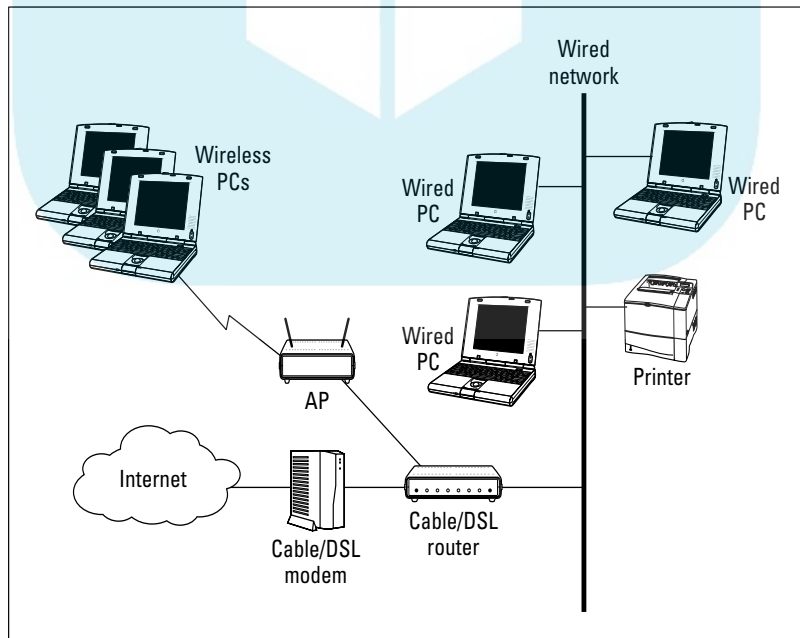 Wired
network
Wireless
PCs
Wired
PC
Wired
PC
Wired
PC
Printer
AP
Internet
Cable/DSL
router
Cable/DSL
modem